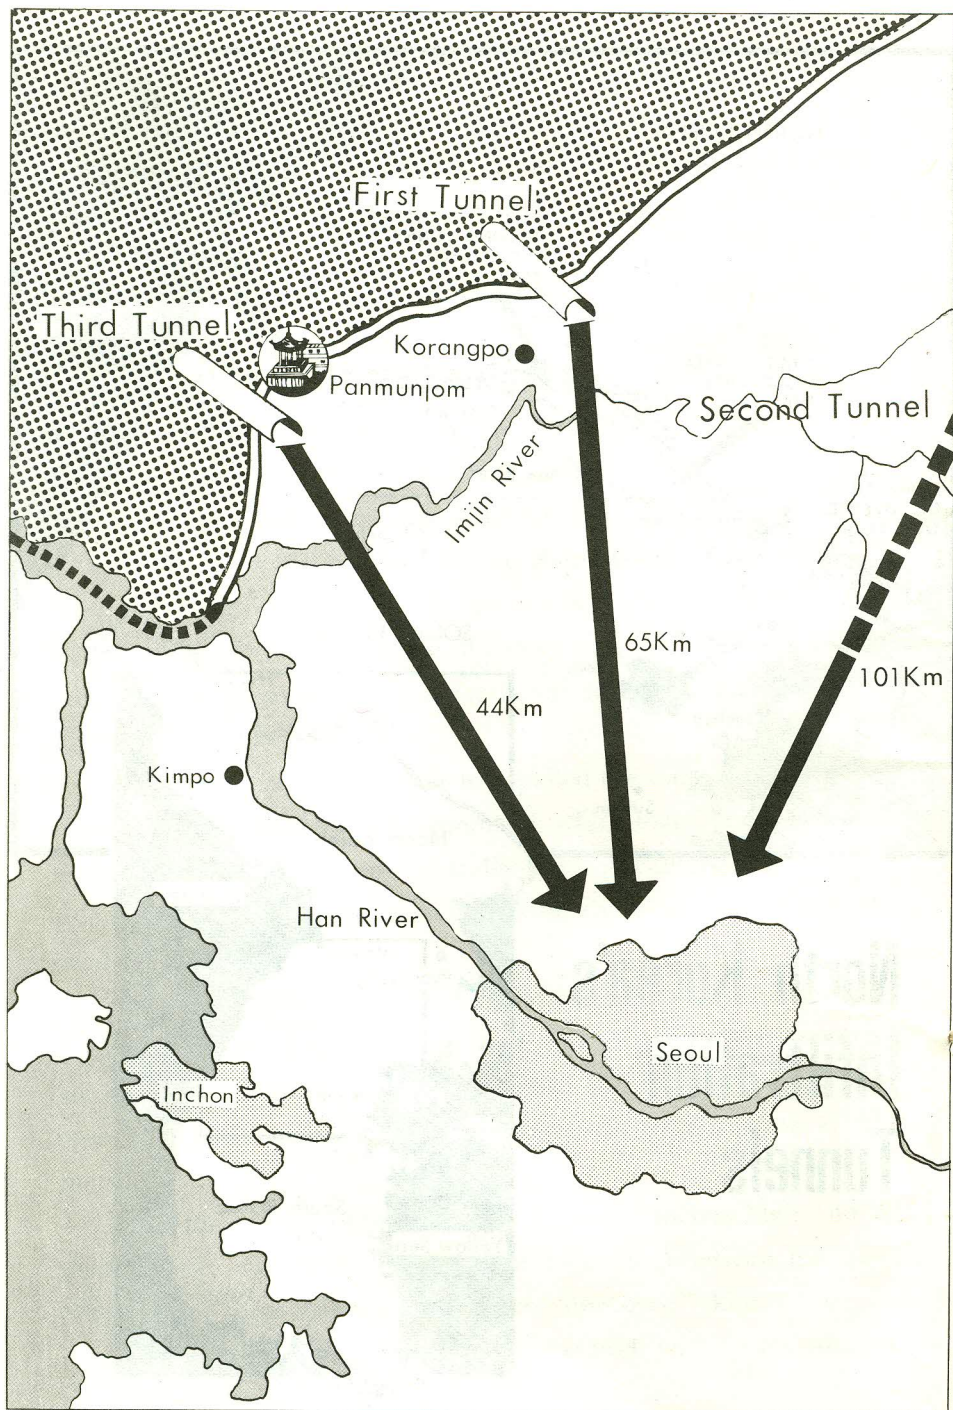 First Tunnel
Third Tunnel
Korangpo
Panmunjom
Second Tunnel
Imjin River
65Km
101Km
44Km
Kimpo
Han River
Seoul
Inchon